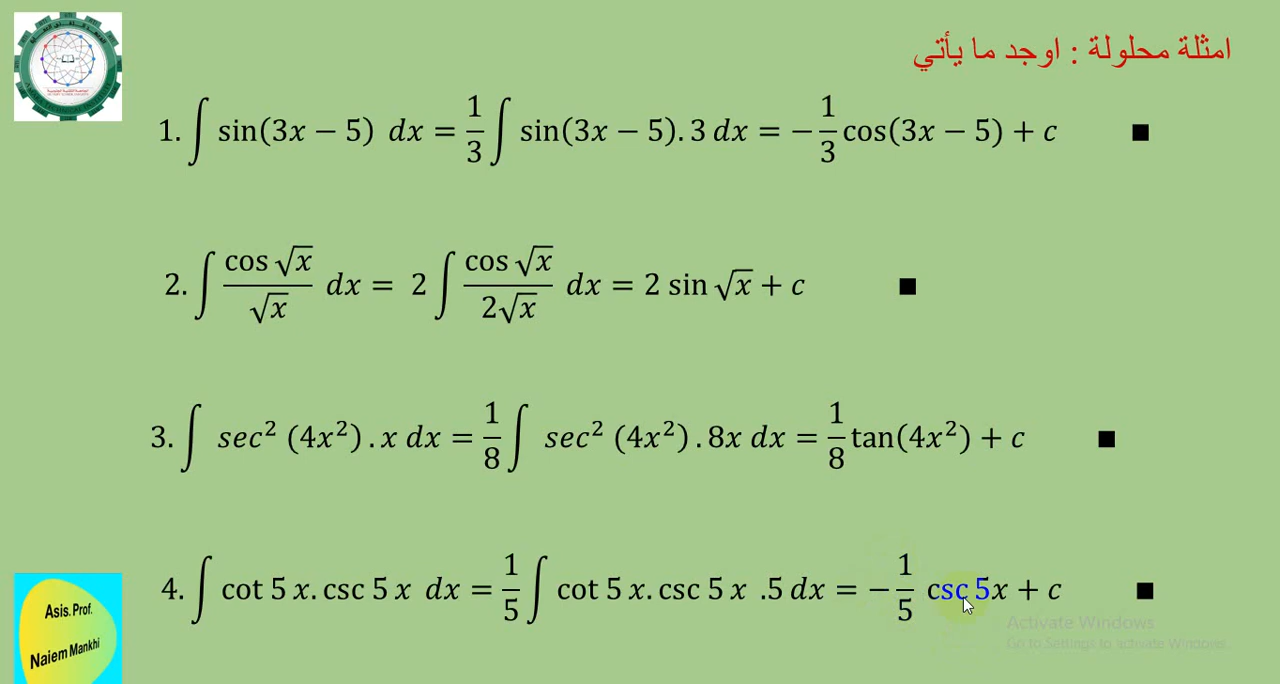 امثلة محلولة : اوجد ما يأتي
1. ∫ sin(3x − 5) dx = 1/3 ∫ sin(3x − 5). 3 dx = − 1/3 cos(3x − 5) + c ■
2. ∫ cos √x / √x dx = 2 ∫ cos √x / 2√x dx = 2 sin √x + c ■
3. ∫ sec² (4x²) . x dx = 1/8 ∫ sec² (4x²) . 8x dx = 1/8 tan(4x²) + c ■
4. ∫ cot 5 x. csc 5 x dx = 1/5 ∫ cot 5 x. csc 5 x .5 dx = − 1/5 csc 5x + c ■
Asis. Prof.
Naiem Mankhi
Activate Windows
Go to Settings to activate Windows.